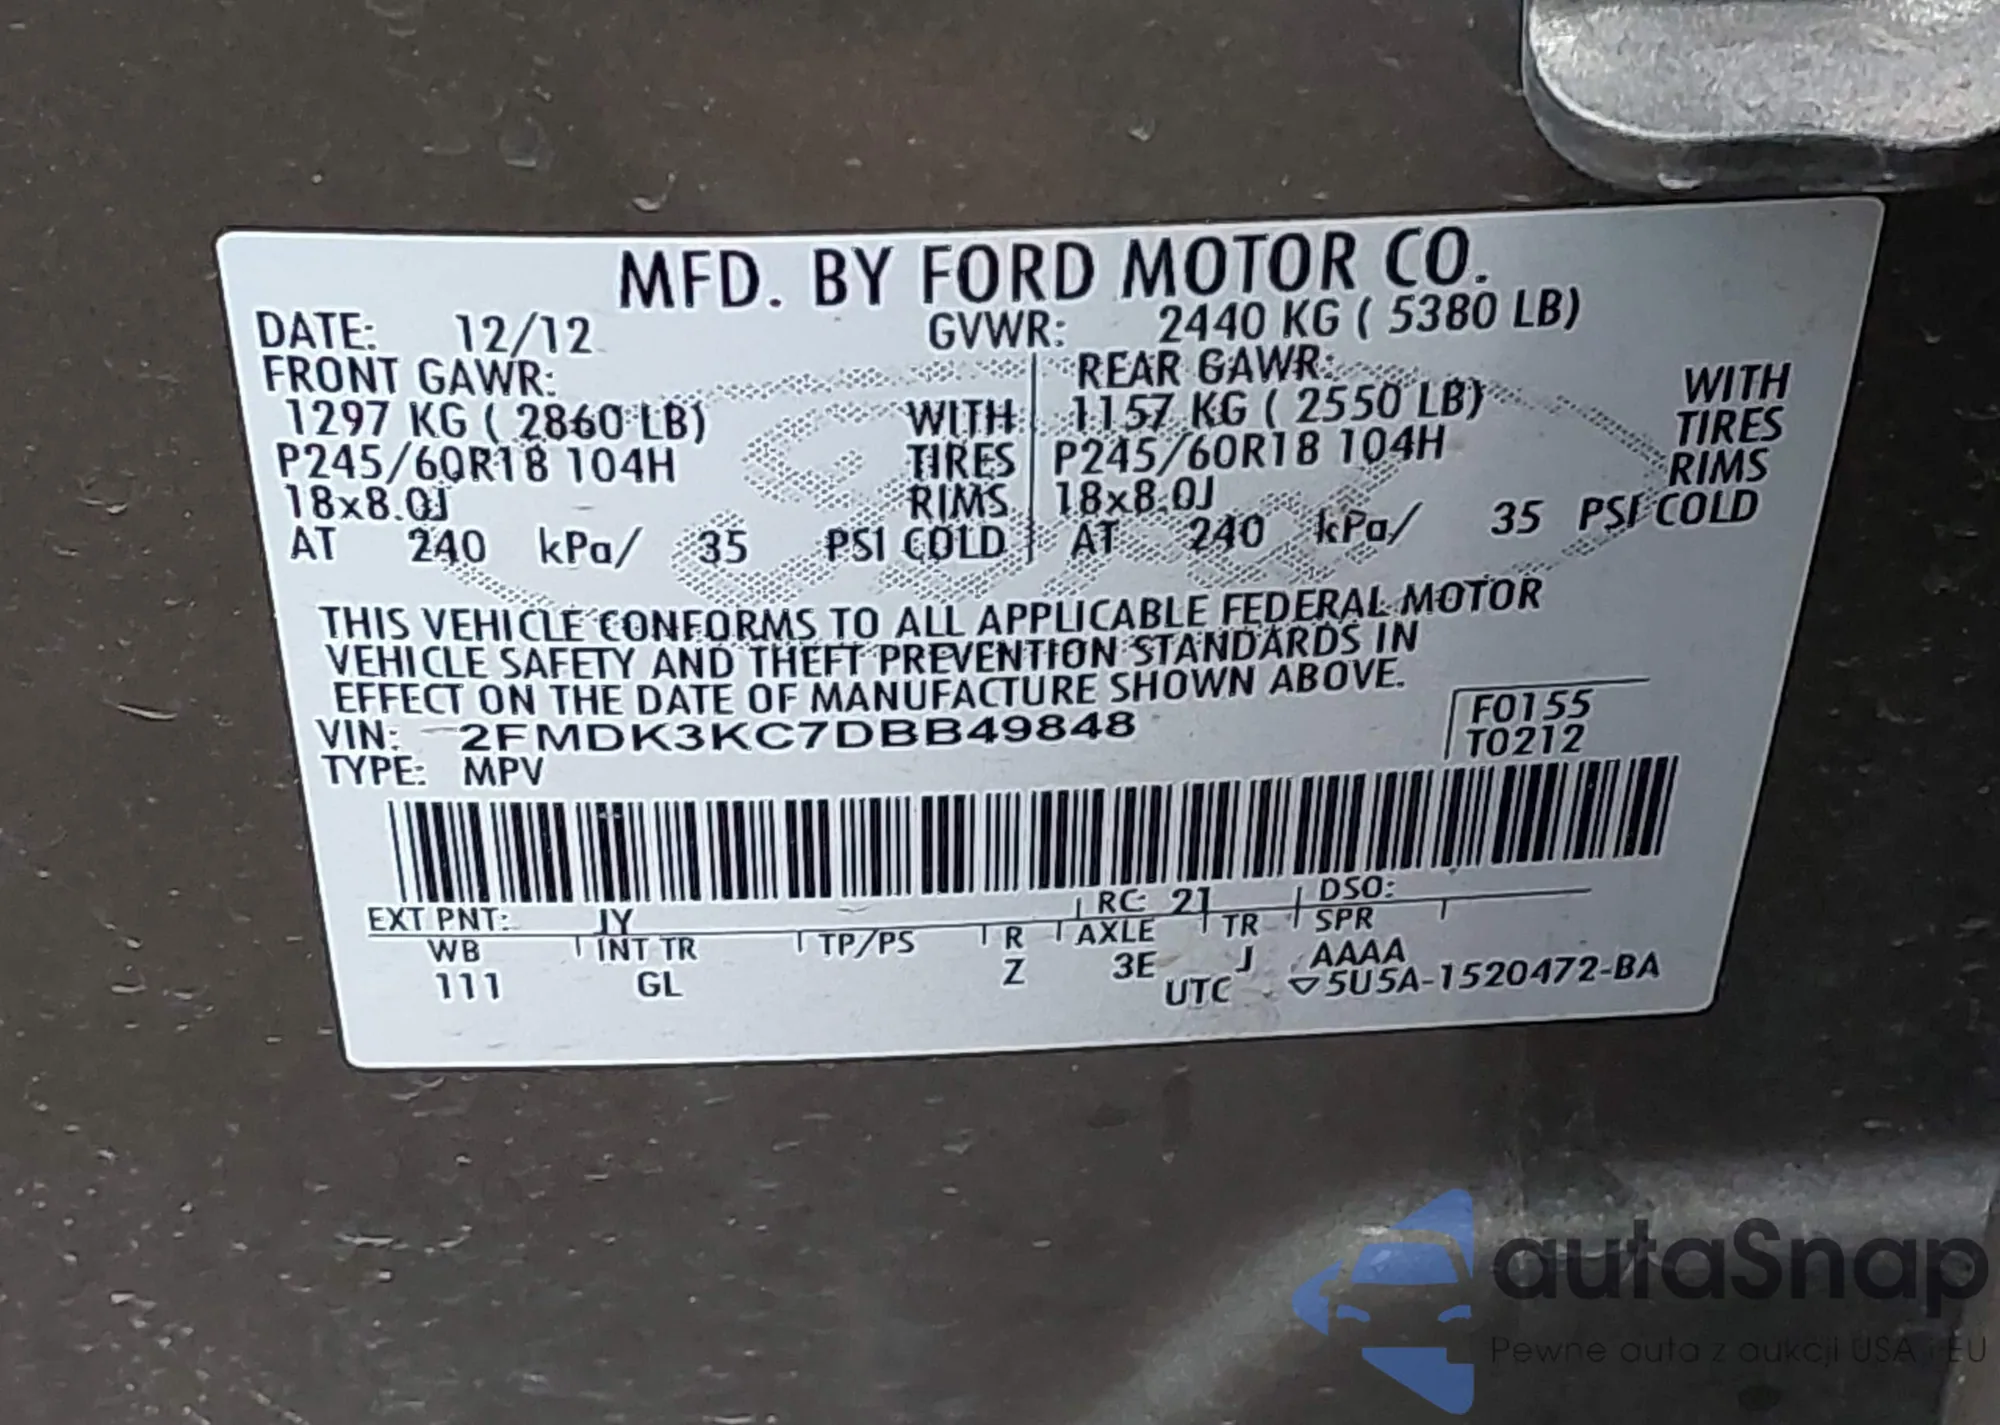 MFD. BY FORD MOTOR CO.
DATE: 12/12 GVWR: 2440 KG ( 5380 LB)
FRONT GAWR: REAR GAWR:
1297 KG ( 2860 LB) WITH 1157 KG ( 2550 LB) WITH
P245/60R18 104H TIRES P245/60R18 104H TIRES
18x8.0J RIMS 18x8.0J RIMS
AT 240 kPa/ 35 PSI COLD AT 240 kPa/ 35 PSI COLD
THIS VEHICLE CONFORMS TO ALL APPLICABLE FEDERAL MOTOR
VEHICLE SAFETY AND THEFT PREVENTION STANDARDS IN
EFFECT ON THE DATE OF MANUFACTURE SHOWN ABOVE.
VIN: 2FMDK3KC7DBB49848 F0155
TYPE: MPV T0212
EXT PNT: JY RC: 21 DSO:
WB INT TR TP/PS R AXLE TR SPR
111 GL Z 3E J AAAA
UTC ▽5U5A-1520472-BA
autaSnap
Pewne auta z aukcji USA i EU